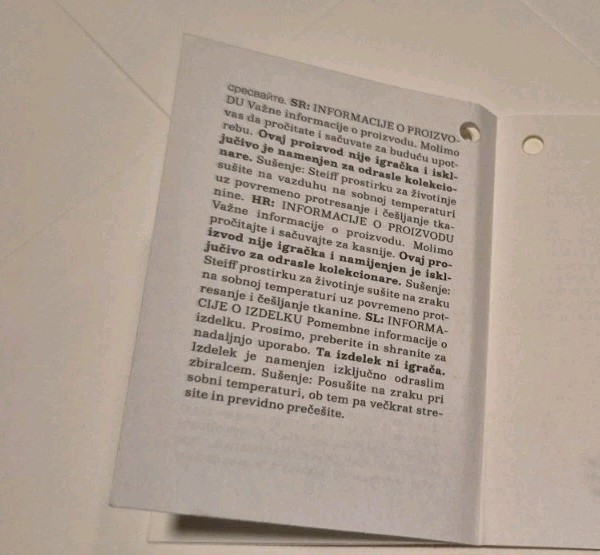 сресвайте. SR: INFORMACIJE O PROIZVO-
DU Važne informacije o proizvodu. Molimo
vas da pročitate i sačuvate za buduću upot-
rebu. Ovaj proizvod nije igračka i isklj-
jučivo je namenjen za odrasle kolekcio-
nare. Sušenje: Steiff prostirku za životinje
sušite na vazduhu na sobnoj temperaturi
uz povremeno protresanje i češljanje tka-
nine. HR: INFORMACIJE O PROIZVODU
Važne informacije o proizvodu. Molimo
pročitajte i sačuvajte za kasnije. Ovaj pro-
izvod nije igračka i namijenjen je iskl-
jučivo za odrasle kolekcionare. Sušenje:
Steiff prostirku za životinje sušite na zraku
na sobnoj temperaturi uz povremeno prot-
resanje i češljanje tkanine. SL: INFORMA-
CIJE O IZDELKU Pomembne informacije o
izdelku. Prosimo, preberite in shranite za
nadaljnjo uporabo. Ta izdelek ni igrača.
Izdelek je namenjen izključno odraslim
zbiralcem. Sušenje: Posušite na zraku pri
sobni temperaturi, ob tem pa večkrat stre-
site in previdno prečešite.